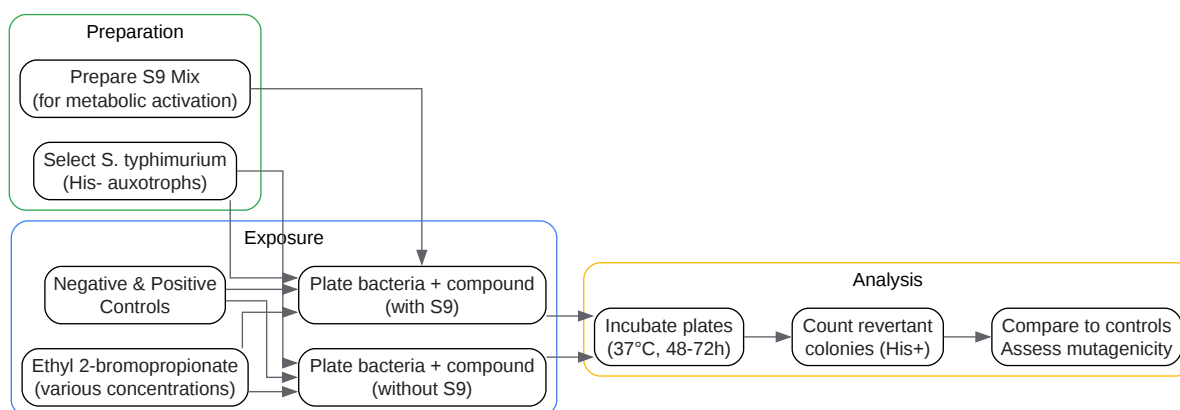 Preparation
Prepare S9 Mix
(for metabolic activation)
Select S. typhimurium
(His- auxotrophs)
Exposure
Negative & Positive
Controls
Plate bacteria + compound
(with S9)
Ethyl 2-bromopropionate
(various concentrations)
Plate bacteria + compound
(without S9)
Analysis
Incubate plates
(37°C, 48-72h)
Count revertant
colonies (His+)
Compare to controls
Assess mutagenicity